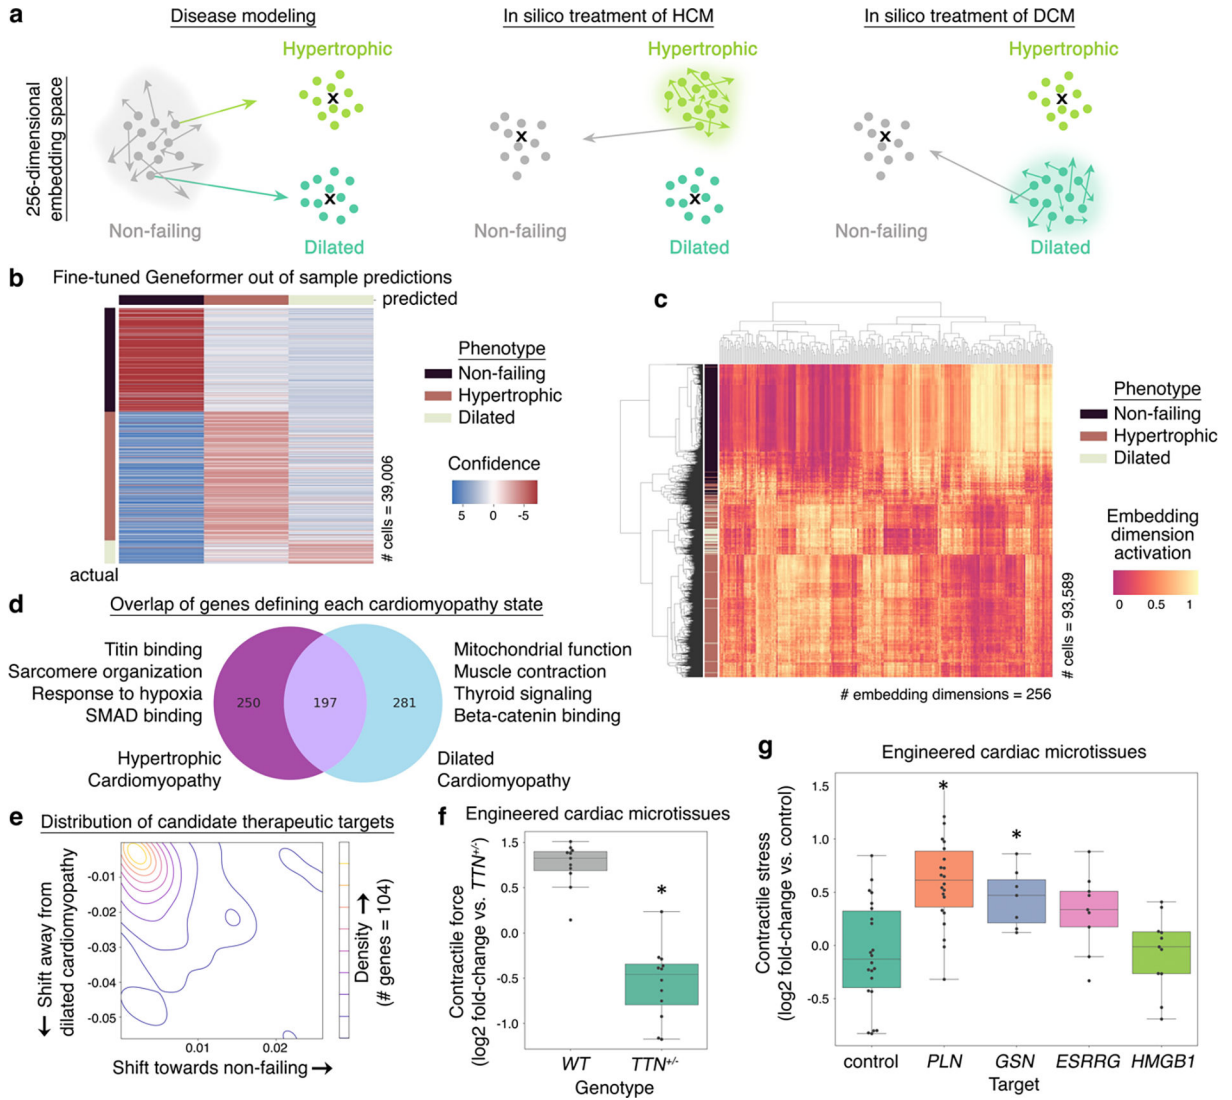 a
Disease modeling
In silico treatment of HCM
In silico treatment of DCM
256-dimensional
embedding space
Hypertrophic
x
x
Non-failing
Dilated
Hypertrophic
x
Non-failing
Dilated
Hypertrophic
x
x
Non-failing
Dilated
b
Fine-tuned Geneformer out of sample predictions
predicted
Phenotype
Non-failing
Hypertrophic
Dilated
Confidence
5 0 -5
# cells = 39,006
actual
c
Phenotype
Non-failing
Hypertrophic
Dilated
Embedding
dimension
activation
0 0.5 1
# cells = 93,589
# embedding dimensions = 256
d
Overlap of genes defining each cardiomyopathy state
Titin binding
Sarcomere organization
Response to hypoxia
SMAD binding
Hypertrophic
Cardiomyopathy
250
197
281
Mitochondrial function
Muscle contraction
Thyroid signaling
Beta-catenin binding
Dilated
Cardiomyopathy
e
Distribution of candidate therapeutic targets
← Shift away from
dilated cardiomyopathy
-0.01
-0.02
-0.03
-0.04
-0.05
0.01 0.02
Shift towards non-failing →
Density →
(# genes = 104)
f
Engineered cardiac microtissues
Contractile force
(log2 fold-change vs. TTN+/-)
1.5
0.5
0.0
-0.5
-1.0
*
WT TTN+/-
Genotype
g
Engineered cardiac microtissues
Contractile stress
(log2 fold-change vs. control)
1.5
1.0
0.5
0.0
-0.5
*
*
control PLN GSN ESRRG HMGB1
Target